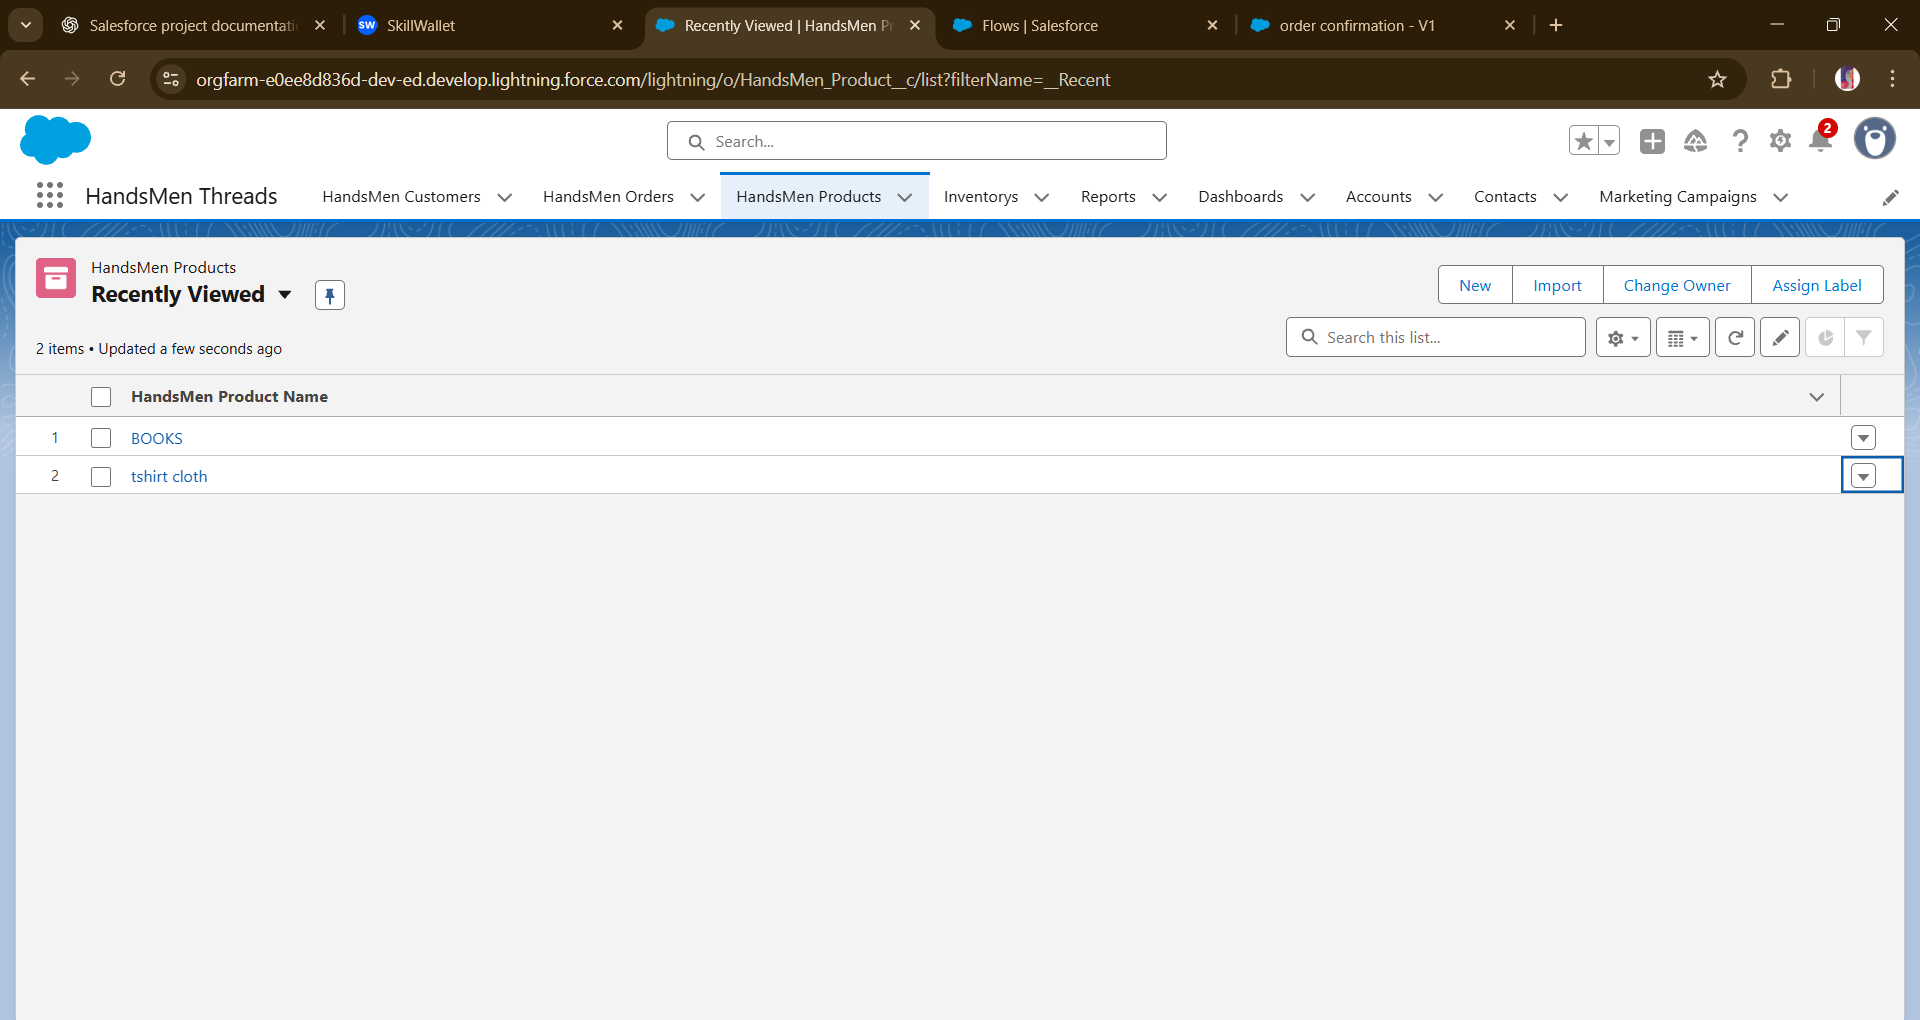 Salesforce project documentati
SkillWallet
Recently Viewed | HandsMen Pr
Flows | Salesforce
order confirmation - V1
orgfarm-e0ee8d836d-dev-ed.develop.lightning.force.com/lightning/o/HandsMen_Product__c/list?filterName=__Recent
Search...
2
HandsMen Threads
HandsMen Customers
HandsMen Orders
HandsMen Products
Inventorys
Reports
Dashboards
Accounts
Contacts
Marketing Campaigns
HandsMen Products
Recently Viewed
New
Import
Change Owner
Assign Label
2 items • Updated a few seconds ago
Search this list...
HandsMen Product Name
1 BOOKS
2 tshirt cloth